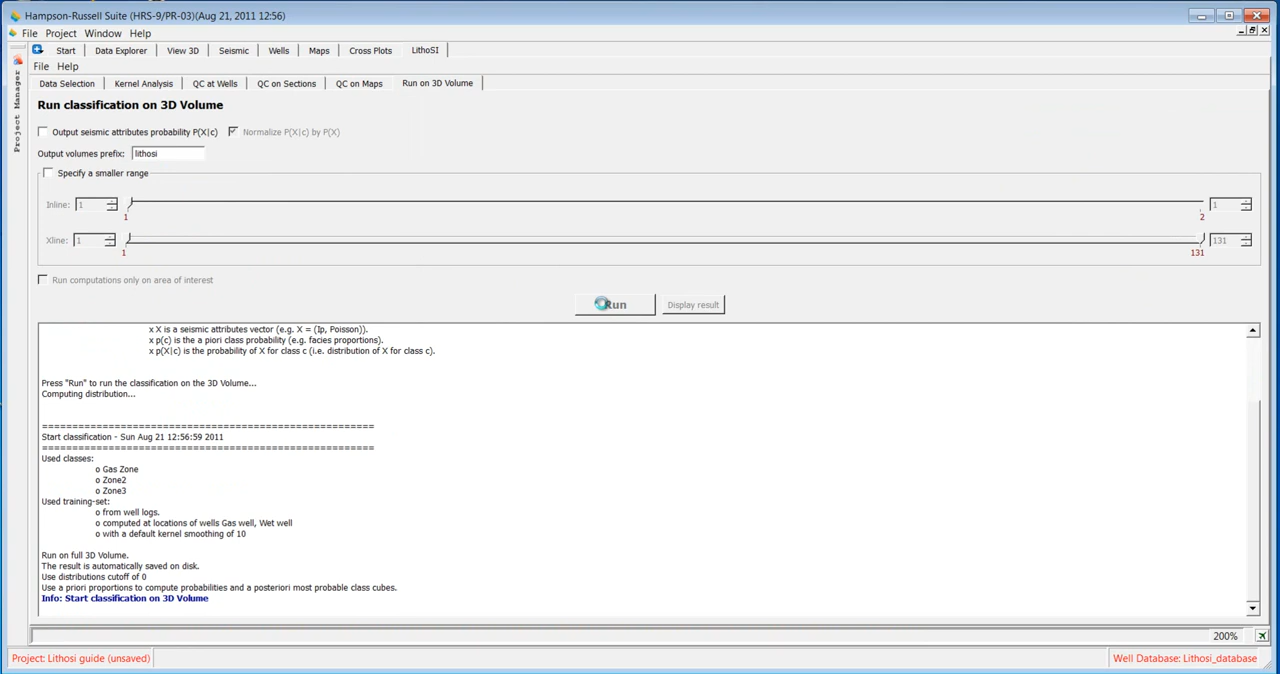 Hampson-Russell Suite (HRS-9/PR-03)(Aug 21, 2011 12:56)
File Project Window Help
Start Data Explorer View 3D Seismic Wells Maps Cross Plots LithoSI
File Help
Project Manager
Data Selection Kernel Analysis QC at Wells QC on Sections QC on Maps Run on 3D Volume
Run classification on 3D Volume
Output seismic attributes probability P(X|c) Normalize P(X|c) by P(X)
Output volumes prefix: lithosi
Specify a smaller range
Inline: 1 1
1 2
Xline: 1 131
1 131
Run computations only on area of interest
Run Display result
x X is a seismic attributes vector (e.g. X = (Ip, Poisson)).
x p(c) is the a piori class probability (e.g. facies proportions).
x p(X|c) is the probability of X for class c (i.e. distribution of X for class c).
Press "Run" to run the classification on the 3D Volume...
Computing distribution...
========================================================
Start classification - Sun Aug 21 12:56:59 2011
========================================================
Used classes:
o Gas Zone
o Zone2
o Zone3
Used training-set:
o from well logs.
o computed at locations of wells Gas well, Wet well
o with a default kernel smoothing of 10
Run on full 3D Volume.
The result is automatically saved on disk.
Use distributions cutoff of 0
Use a priori proportions to compute probabilities and a posteriori most probable class cubes.
Info: Start classification on 3D Volume
200%
Project: Lithosi guide (unsaved) Well Database: Lithosi_database